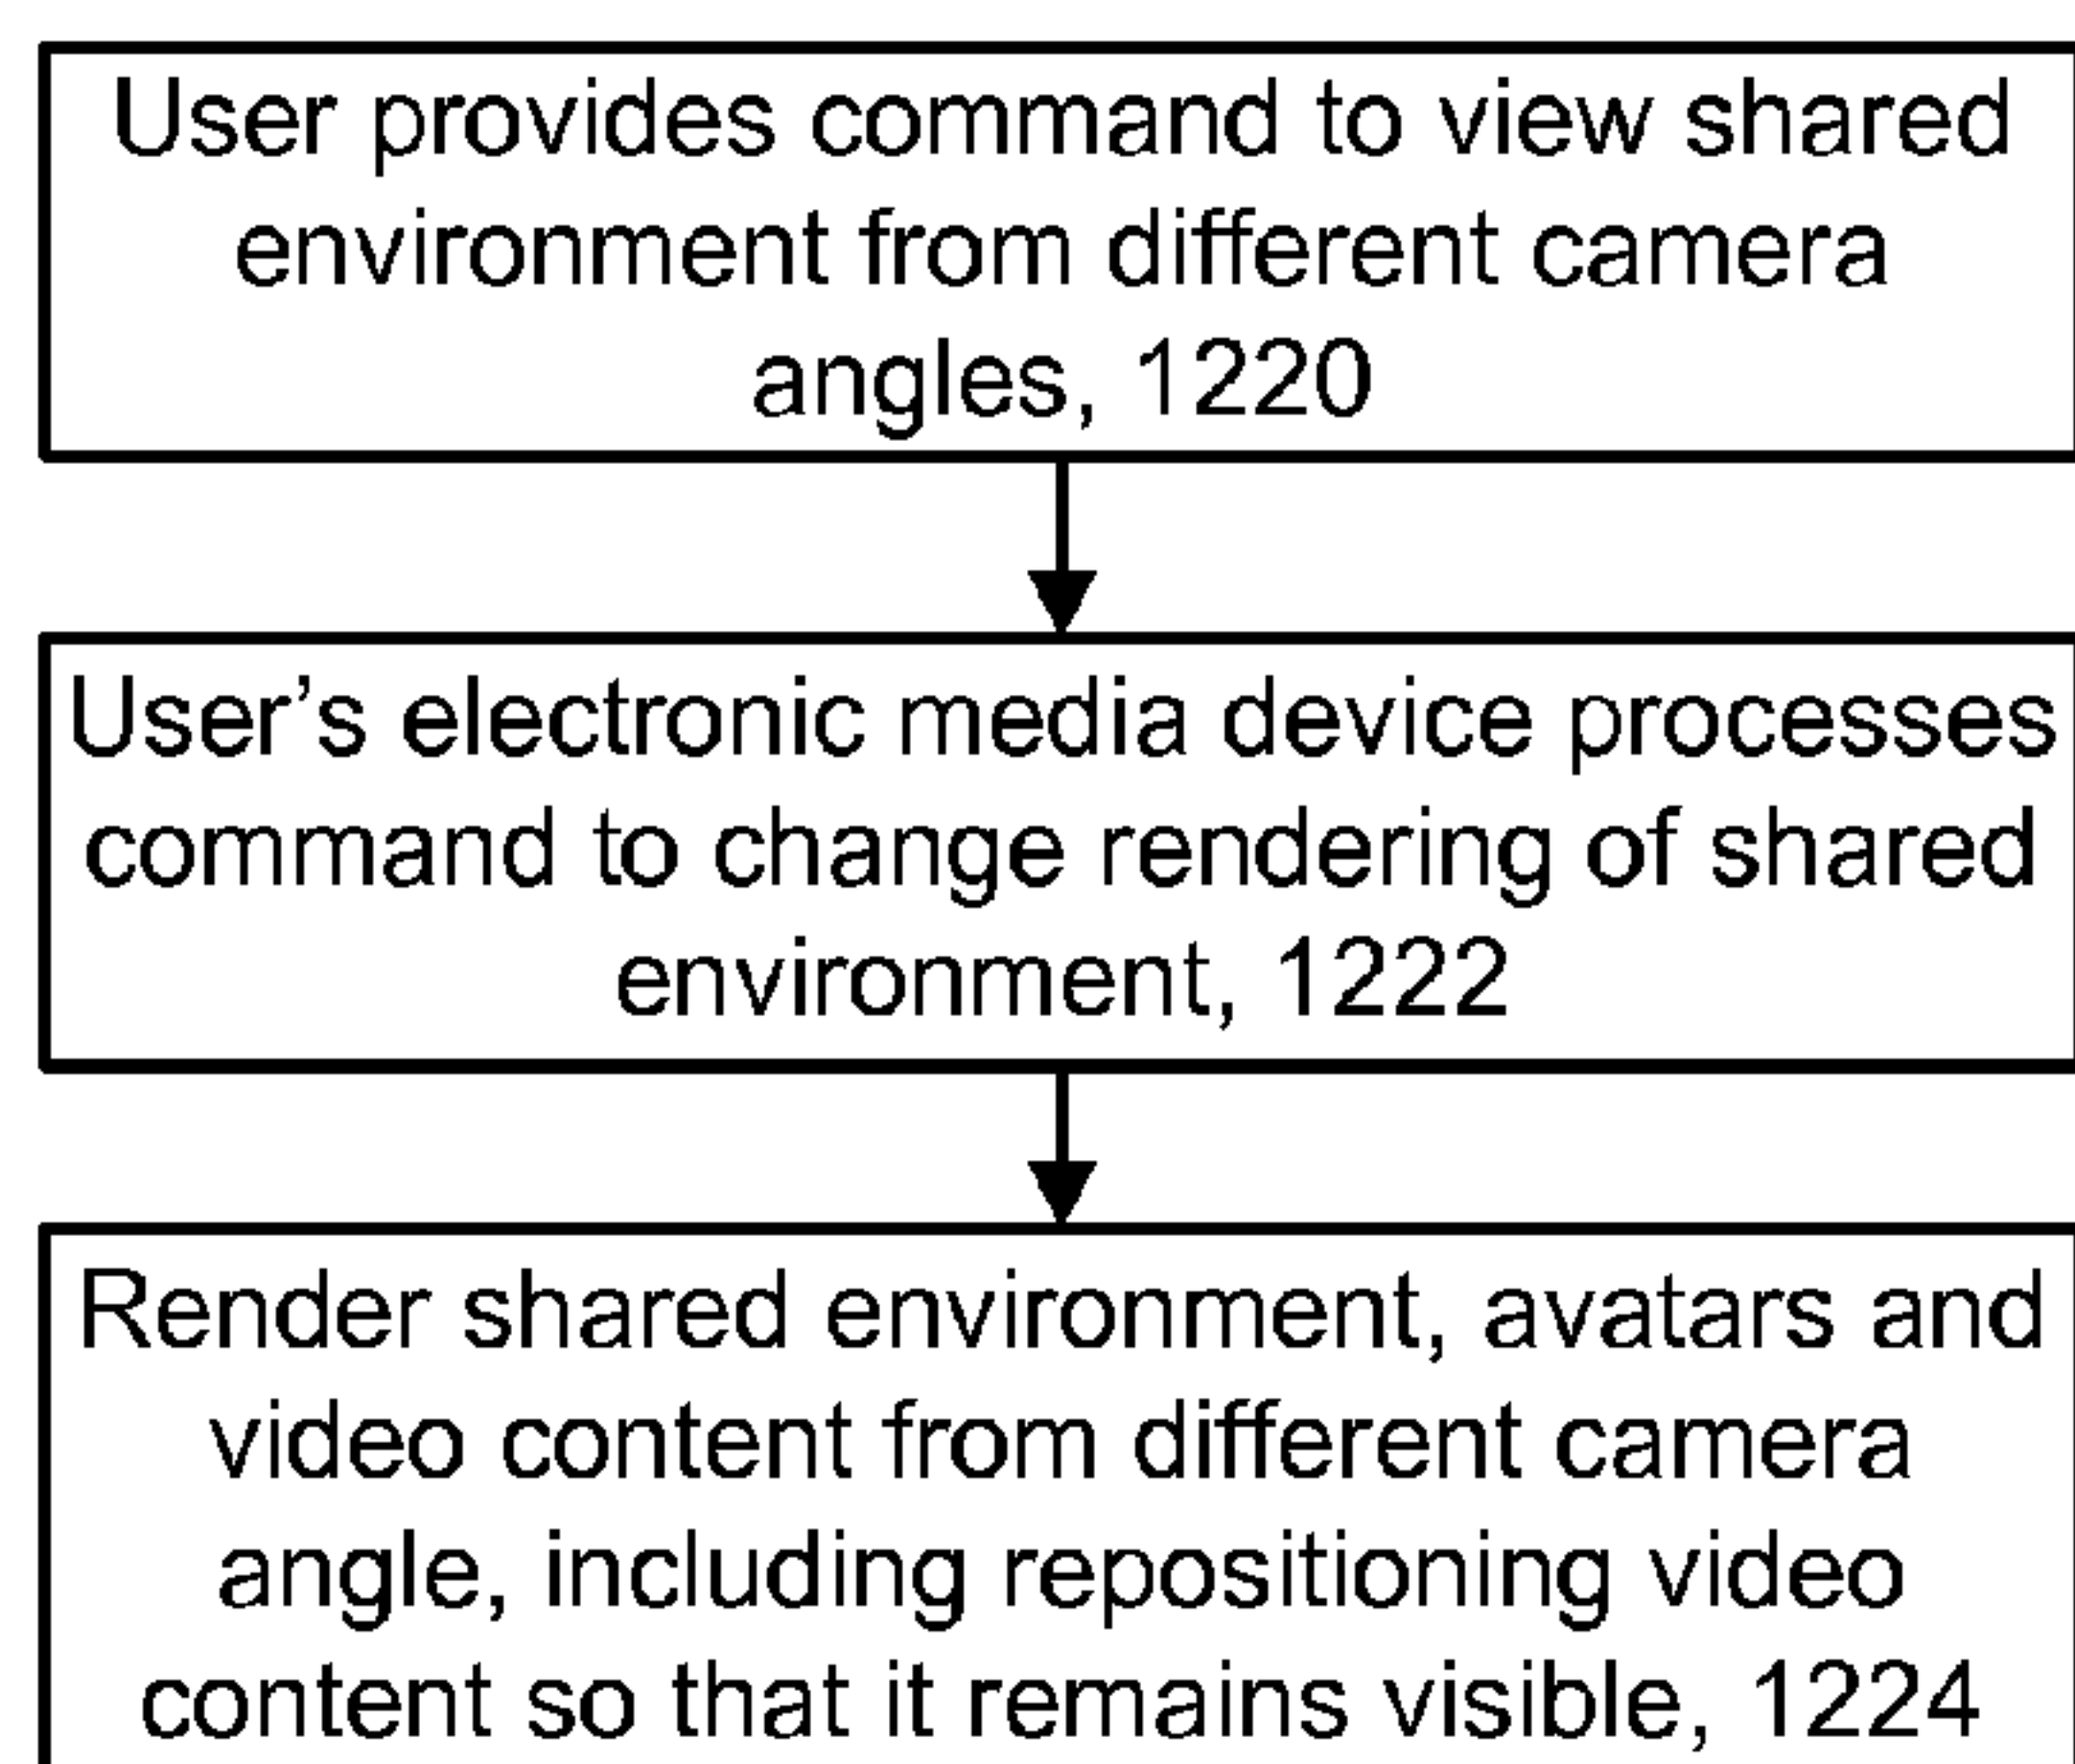 User provides command to view shared
environment from different camera
angles, 1220
User’s electronic media device processes
command to change rendering of shared
environment, 1222
Render shared environment, avatars and
video content from different camera
angle, including repositioning video
content so that it remains visible, 1224